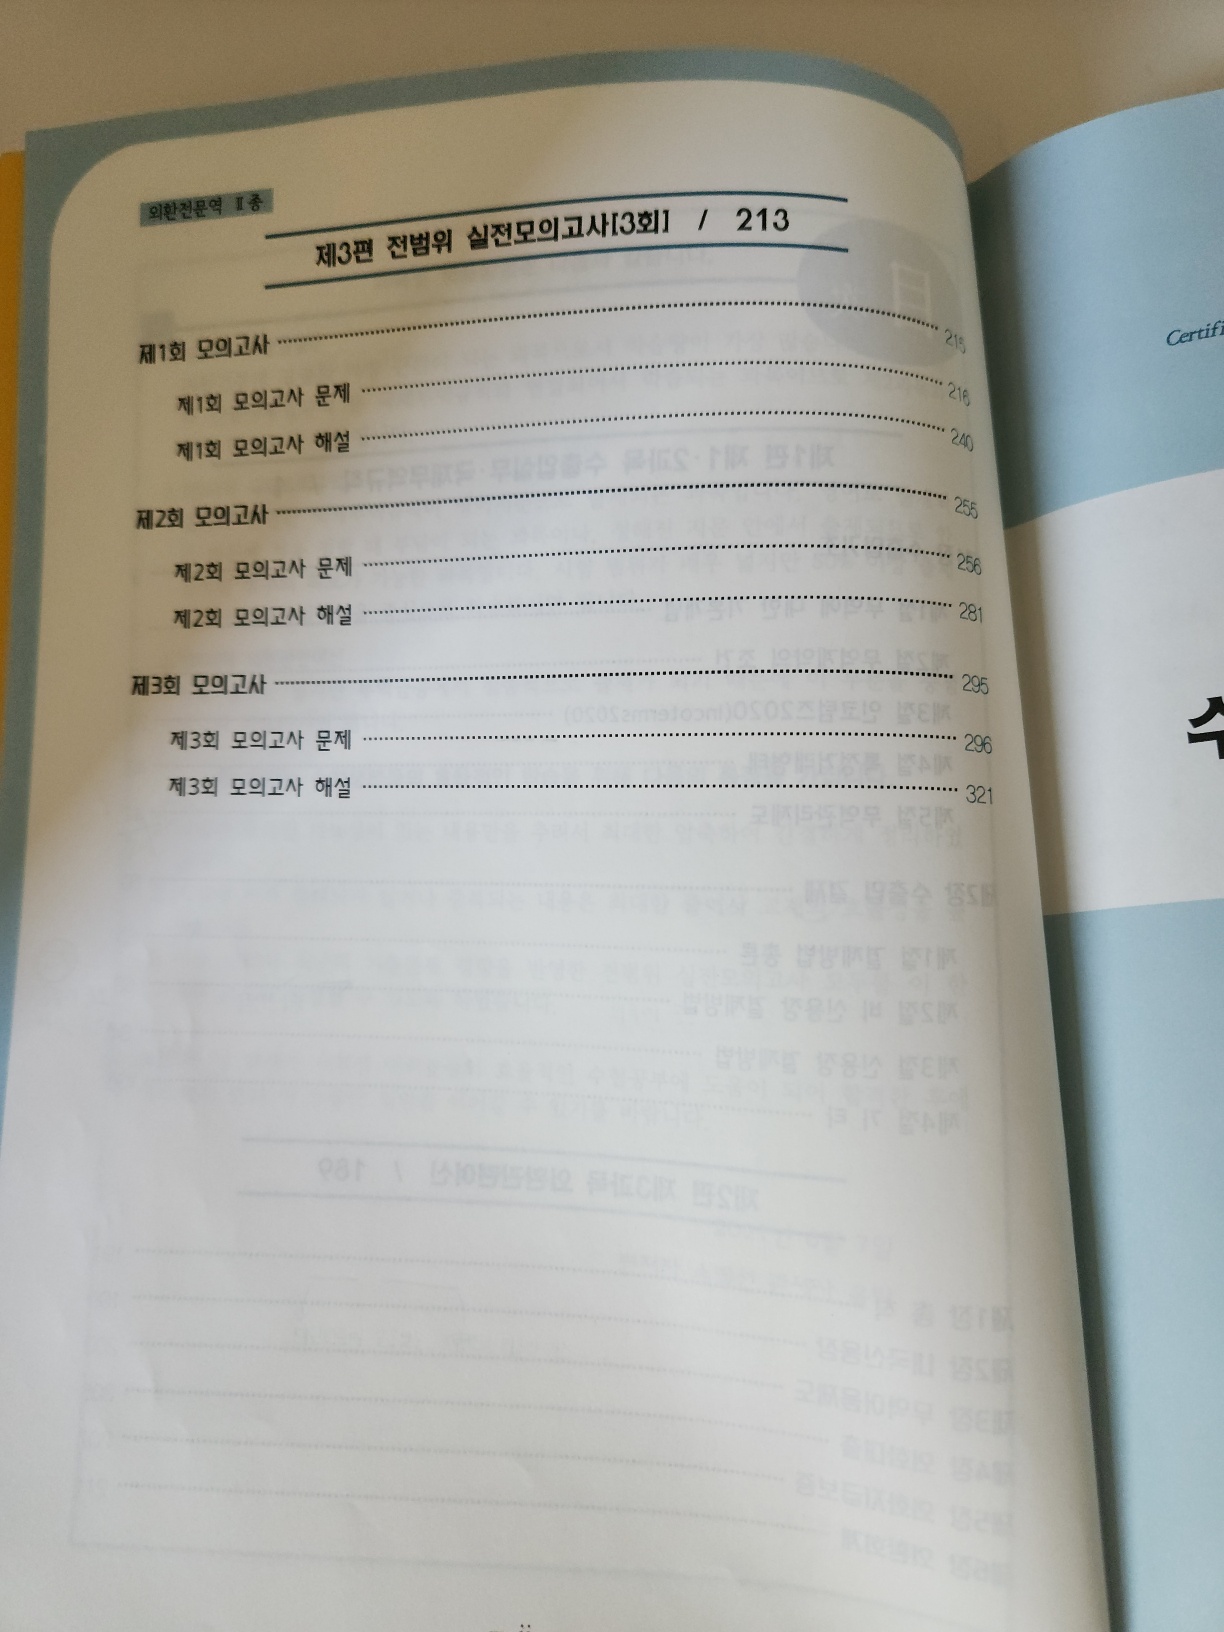 외환전문역 Ⅱ종
제3편 전범위 실전모의고사[3회] / 213
제1회 모의고사 215
제1회 모의고사 문제 216
제1회 모의고사 해설 240
제2회 모의고사 255
제2회 모의고사 문제 256
제2회 모의고사 해설 281
제3회 모의고사 295
제3회 모의고사 문제 296
제3회 모의고사 해설 321
Certifi
수